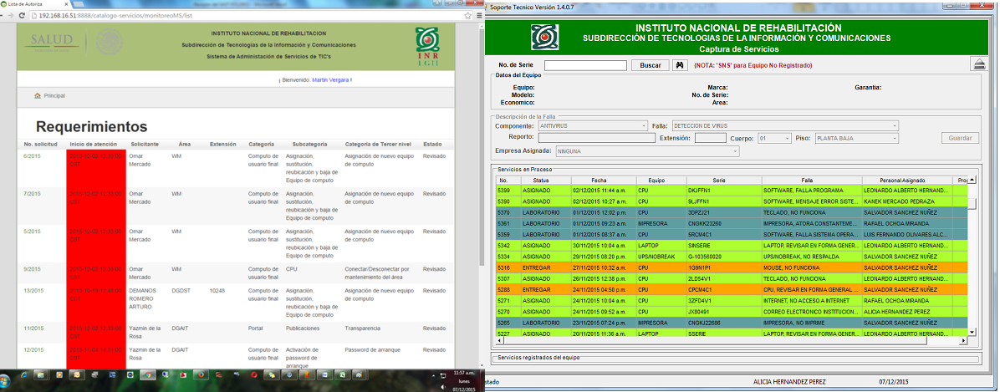 Lista de Autoriza
192.168.16.51:8888/catalogo-servicios/monitoreoMS/list
SALUD
INSTITUTO NACIONAL DE REHABILITACION
Subdirección de Tecnologías de la Información y Comunicaciones
Sistema de Administación de Servicios de TIC's
INR
LGII
¡ Bienvenido: Martin Vergara !
Principal
Requerimientos
No. solicitud Inicio de atención Solicitante Área Extensión Categoría Subcategoría Categoría de Tercer nivel Estado
6/2015 Omar Mercado WM Computo de usuario final Asignación, sustitución, reubicación y baja de Equipo de computo Asignación de nuevo equipo de computo Revisado
7/2015 Omar Mercado WM Computo de usuario final Asignación, sustitución, reubicación y baja de Equipo de computo Asignación de nuevo equipo de computo Revisado
5/2015 Omar Mercado WM Computo de usuario final Asignación, sustitución, reubicación y baja de Equipo de computo Asignación de nuevo equipo de computo Revisado
9/2015 Omar Mercado WM Computo de usuario final CPU Conectar/Desconectar por mantenimiento del área Revisado
13/2015 DEMANOS ROMERO ARTURO DGDST 10248 Computo de usuario final Asignación, sustitución, reubicación y baja de Equipo de computo Asignación de nuevo equipo de computo Revisado
11/2015 Yazmin de la Rosa DGAIT Portal Publicaciones Transparencia Revisado
12/2015 Yazmin de la Rosa DGAIT Computo de usuario final Activación de password de arranque Password de arranque Revisado
11:57 a.m.
lunes
07/12/2015
Soporte Tecnico Versión 1.4.0.7
INSTITUTO NACIONAL DE REHABILITACIÓN
SUBDIRECCIÓN DE TECNOLOGIAS DE LA INFORMACIÓN Y COMUNICACIONES
Captura de Servicios
No. de Serie Buscar (NOTA: 'SNS' para Equipo No Registrado)
Datos del Equipo
Equipo: Marca: Garantia:
Modelo: No. de Serie:
Economico: Area:
Descripción de la Falla
Componente: ANTIVIRUS Falla: DETECCION DE VIRUS
Reporto: Extensión: Cuerpo: 01 Piso: PLANTA BAJA Guardar
Empresa Asignada: NINGUNA
Servicios en Proceso
No. Status Fecha Equipo Serie Falla Personal Asignado Prog
5399 ASIGNADO 02/12/2015 11:44 a.m. CPU DKJFFN1 SOFTWARE, FALLA PROGRAMA LEONARDO ALBERTO HERNAND...
5390 ASIGNADO 02/12/2015 10:27 a.m. CPU 9LJFFN1 SOFTWARE, MENSAJE ERROR SISTE... KANEK MERCADO PEDRAZA
5370 LABORATORIO 01/12/2015 12:02 p.m. CPU 3DPZJ21 TECLADO, NO FUNCIONA SALVADOR SANCHEZ NUÑEZ
5361 LABORATORIO 01/12/2015 09:23 a.m. IMPRESORA CNGKK23260 IMPRESORA, ATORA CONSTANTEME... RAFAEL OCHOA MIRANDA
5359 LABORATORIO 01/12/2015 08:37 a.m. CPU SRCM4C1 SOFTWARE, FALLA SISTEMA OPERA... LUIS FERNANDO OLIVARES ALC...
5342 ASIGNADO 30/11/2015 10:04 a.m. LAPTOP SINSERIE LAPTOP, REVISAR EN FORMA GENER... LEONARDO ALBERTO HERNAND...
5334 ASIGNADO 29/11/2015 08:20 p.m. UPS/NOBREAK G-103560020 UPS/NOBREAK, NO RESPALDA SALVADOR SANCHEZ NUÑEZ
5316 ENTREGAR 27/11/2015 10:32 a.m. CPU 1G9N1P1 MOUSE, NO FUNCIONA SALVADOR SANCHEZ NUÑEZ
5307 ASIGNADO 26/11/2015 12:38 p.m. CPU 2LD54V1 TECLADO, NO FUNCIONA LEONARDO ALBERTO HERNAND...
5288 ENTREGAR 24/11/2015 04:50 p.m. CPU CPCM4C1 CPU, REVISAR EN FORMA GENERAL ... SALVADOR SANCHEZ NUÑEZ
5271 ASIGNADO 24/11/2015 10:04 a.m. CPU 3ZFD4V1 INTERNET, NO ACCESO A INTERNET RAFAEL OCHOA MIRANDA
5270 ASIGNADO 24/11/2015 09:52 a.m. CPU JX80491 CORREO ELECTRONICO INSTITUCION... ALICIA HERNANDEZ PEREZ
5265 LABORATORIO 23/11/2015 07:24 p.m. IMPRESORA CNGKJ22686 IMPRESORA, NO IMPRIME SALVADOR SANCHEZ NUÑEZ
5227 ASIGNADO 20/11/2015 11:36 a.m. LAPTOP SSERIE LAPTOP, REVISAR EN FORMA GENER... LEONARDO ALBERTO HERNAND...
Servicios registrados del equipo
stado ALICIA HERNANDEZ PEREZ 07/12/2015